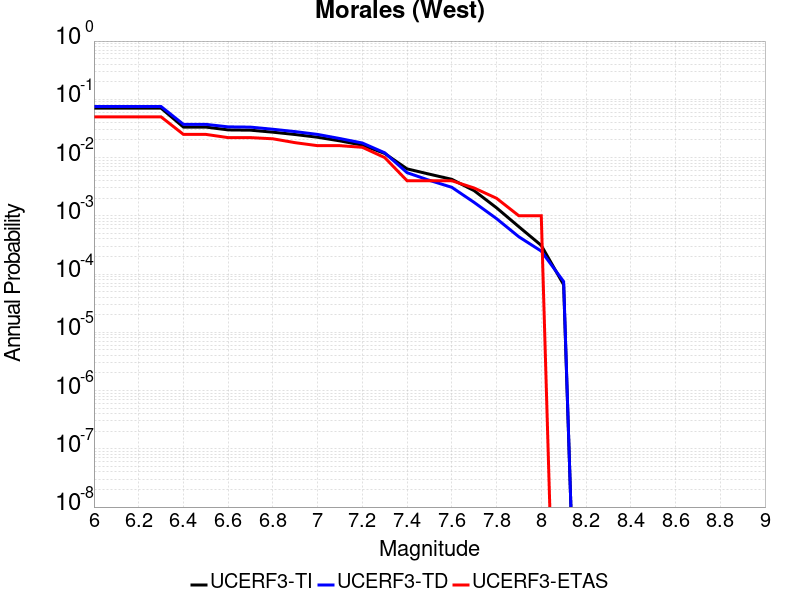 Morales (West)
10^0
10^-1
10^-2
10^-3
10^-4
10^-5
10^-6
10^-7
10^-8
Annual Probability
6 6.2 6.4 6.6 6.8 7 7.2 7.4 7.6 7.8 8 8.2 8.4 8.6 8.8 9
Magnitude
UCERF3-TI UCERF3-TD UCERF3-ETAS